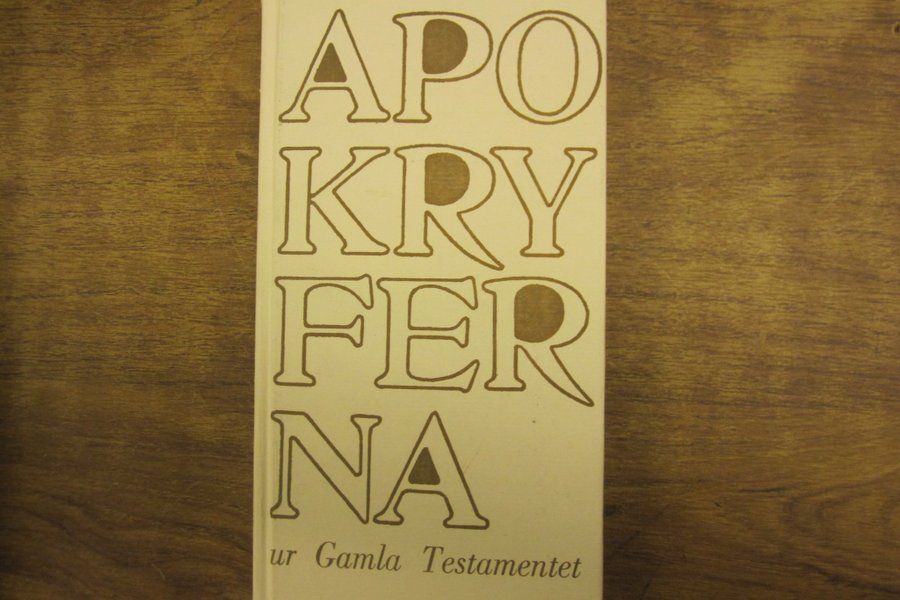 APO
KRY
FER
NA
ur Gamla Testamentet